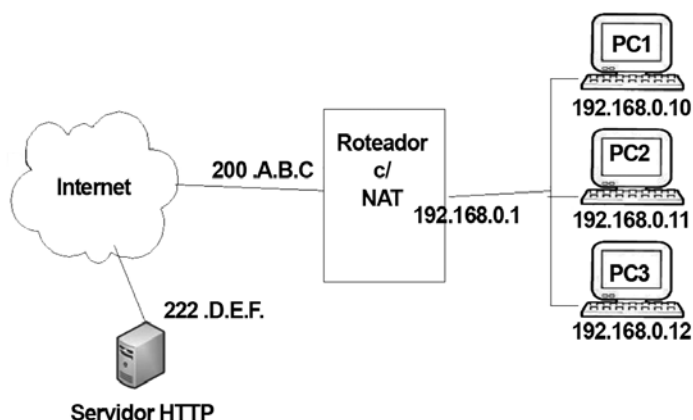 PC1
192.168.0.10
Roteador
c/
NAT
200 .A.B.C
Internet
192.168.0.1
PC2
192.168.0.11
PC3
192.168.0.12
222 .D.E.F.
Servidor HTTP